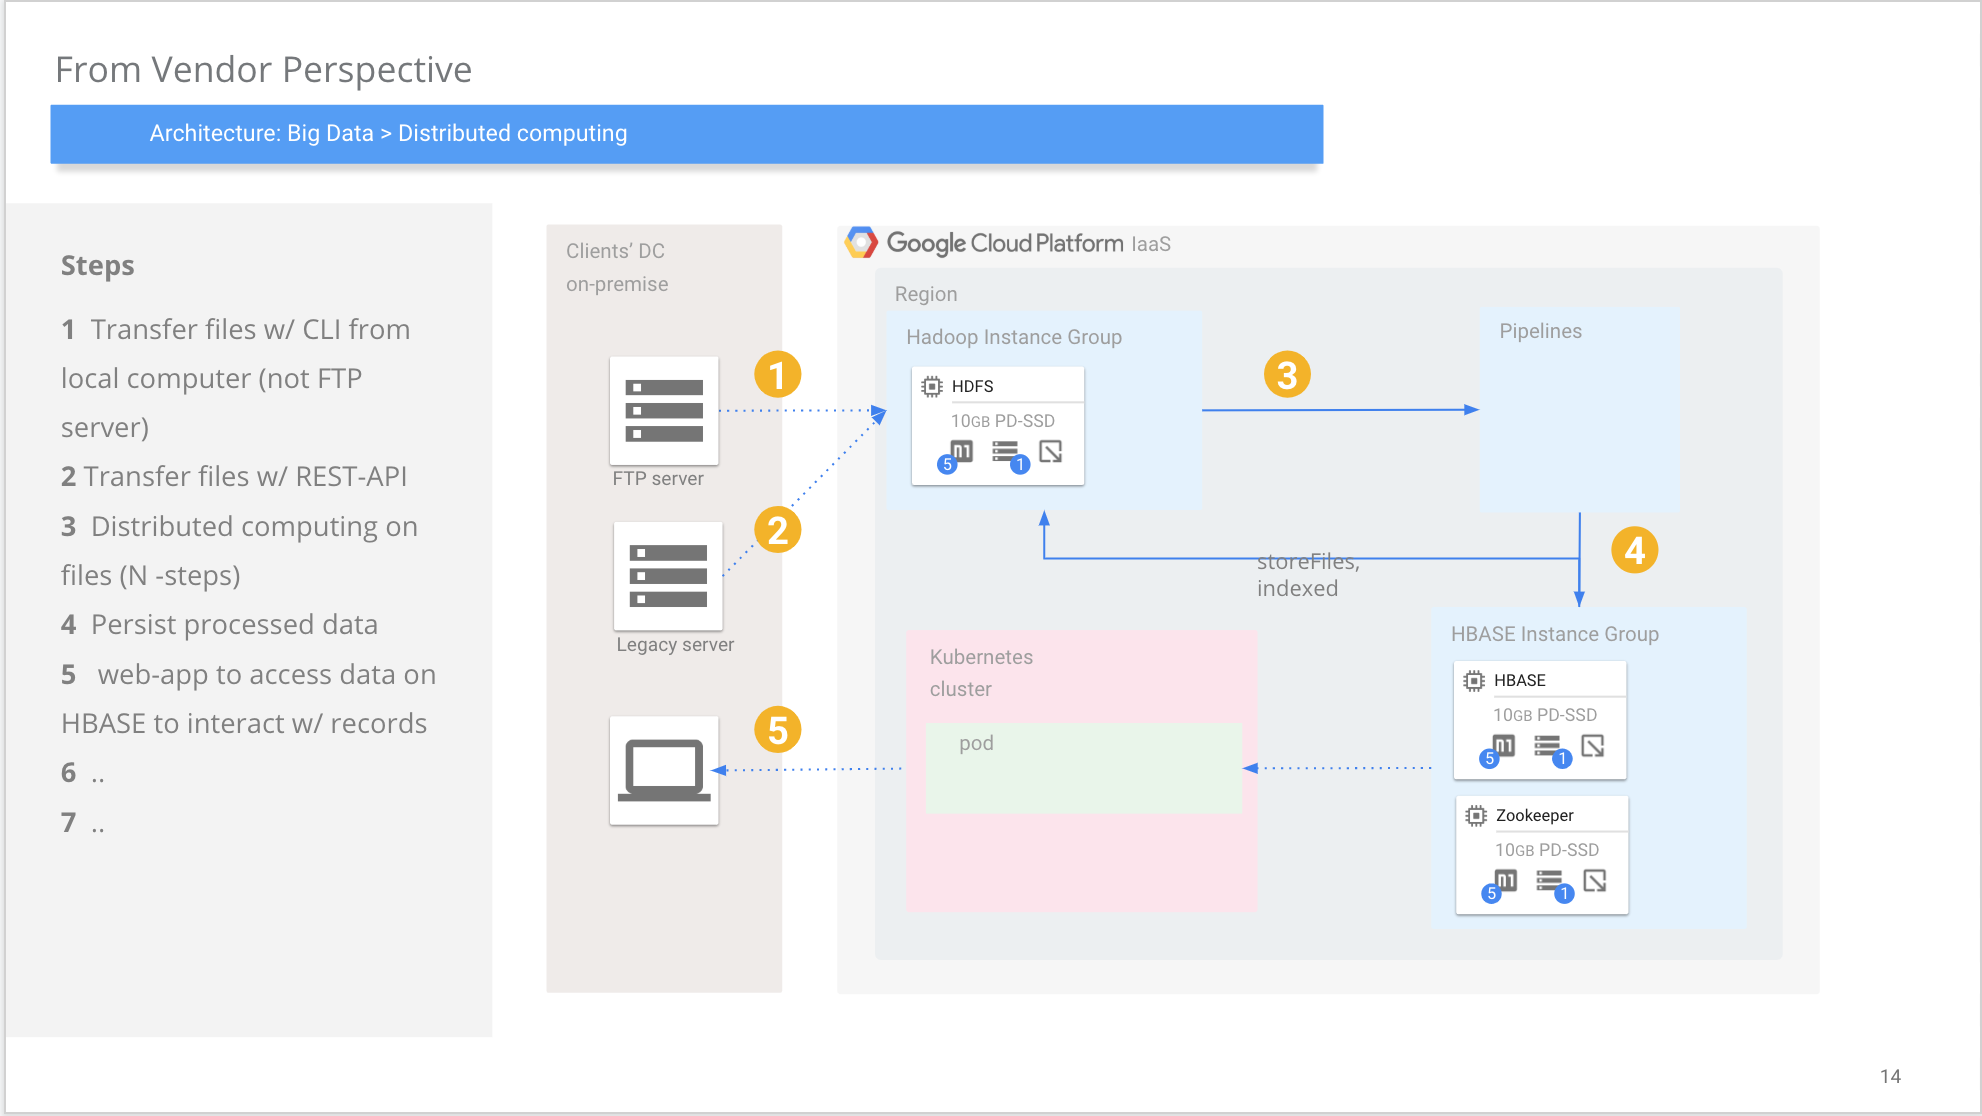 From Vendor Perspective
Architecture: Big Data > Distributed computing
Steps
1 Transfer files w/ CLI from
local computer (not FTP
server)
2 Transfer files w/ REST-API
3 Distributed computing on
files (N -steps)
4 Persist processed data
5 web-app to access data on
HBASE to interact w/ records
6 ..
7 ..
Clients’ DC
on-premise
1
FTP server
2
Legacy server
5
Google Cloud Platform IaaS
Region
Hadoop Instance Group
HDFS
10GB PD-SSD
n1
5
1
3
Pipelines
4
storeFiles,
indexed
Kubernetes
cluster
pod
HBASE Instance Group
HBASE
10GB PD-SSD
n1
5
1
Zookeeper
10GB PD-SSD
n1
5
1
14